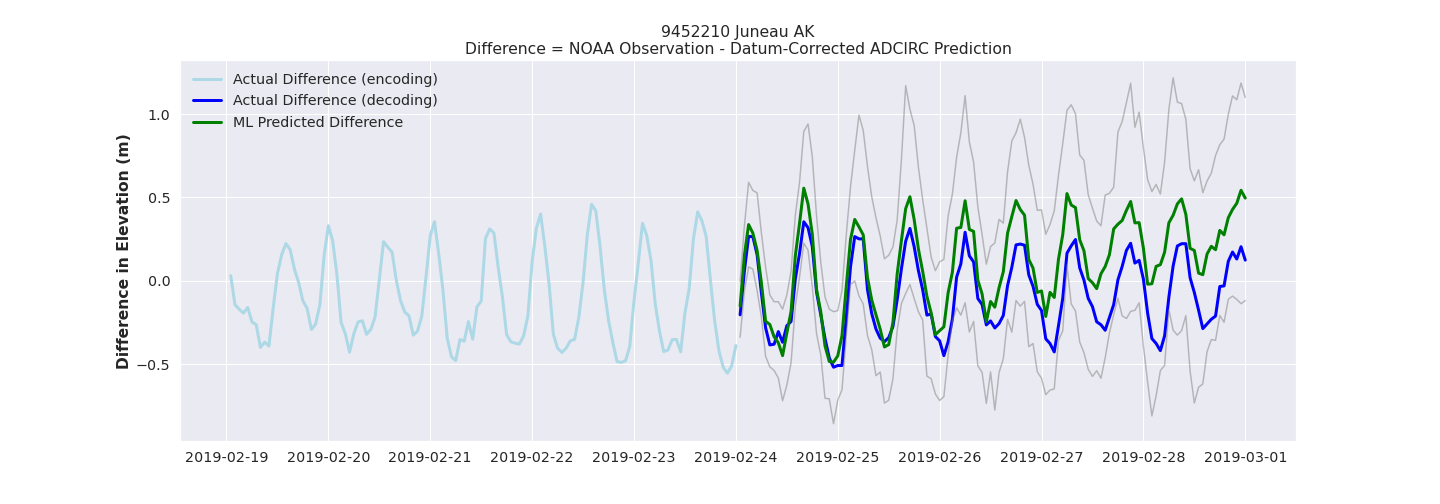 9452210 Juneau AK
Difference = NOAA Observation - Datum-Corrected ADCIRC Prediction
Actual Difference (encoding)
Actual Difference (decoding)
ML Predicted Difference
Difference in Elevation (m)
1.0
0.5
0.0
−0.5
2019-02-19 2019-02-20 2019-02-21 2019-02-22 2019-02-23 2019-02-24 2019-02-25 2019-02-26 2019-02-27 2019-02-28 2019-03-01